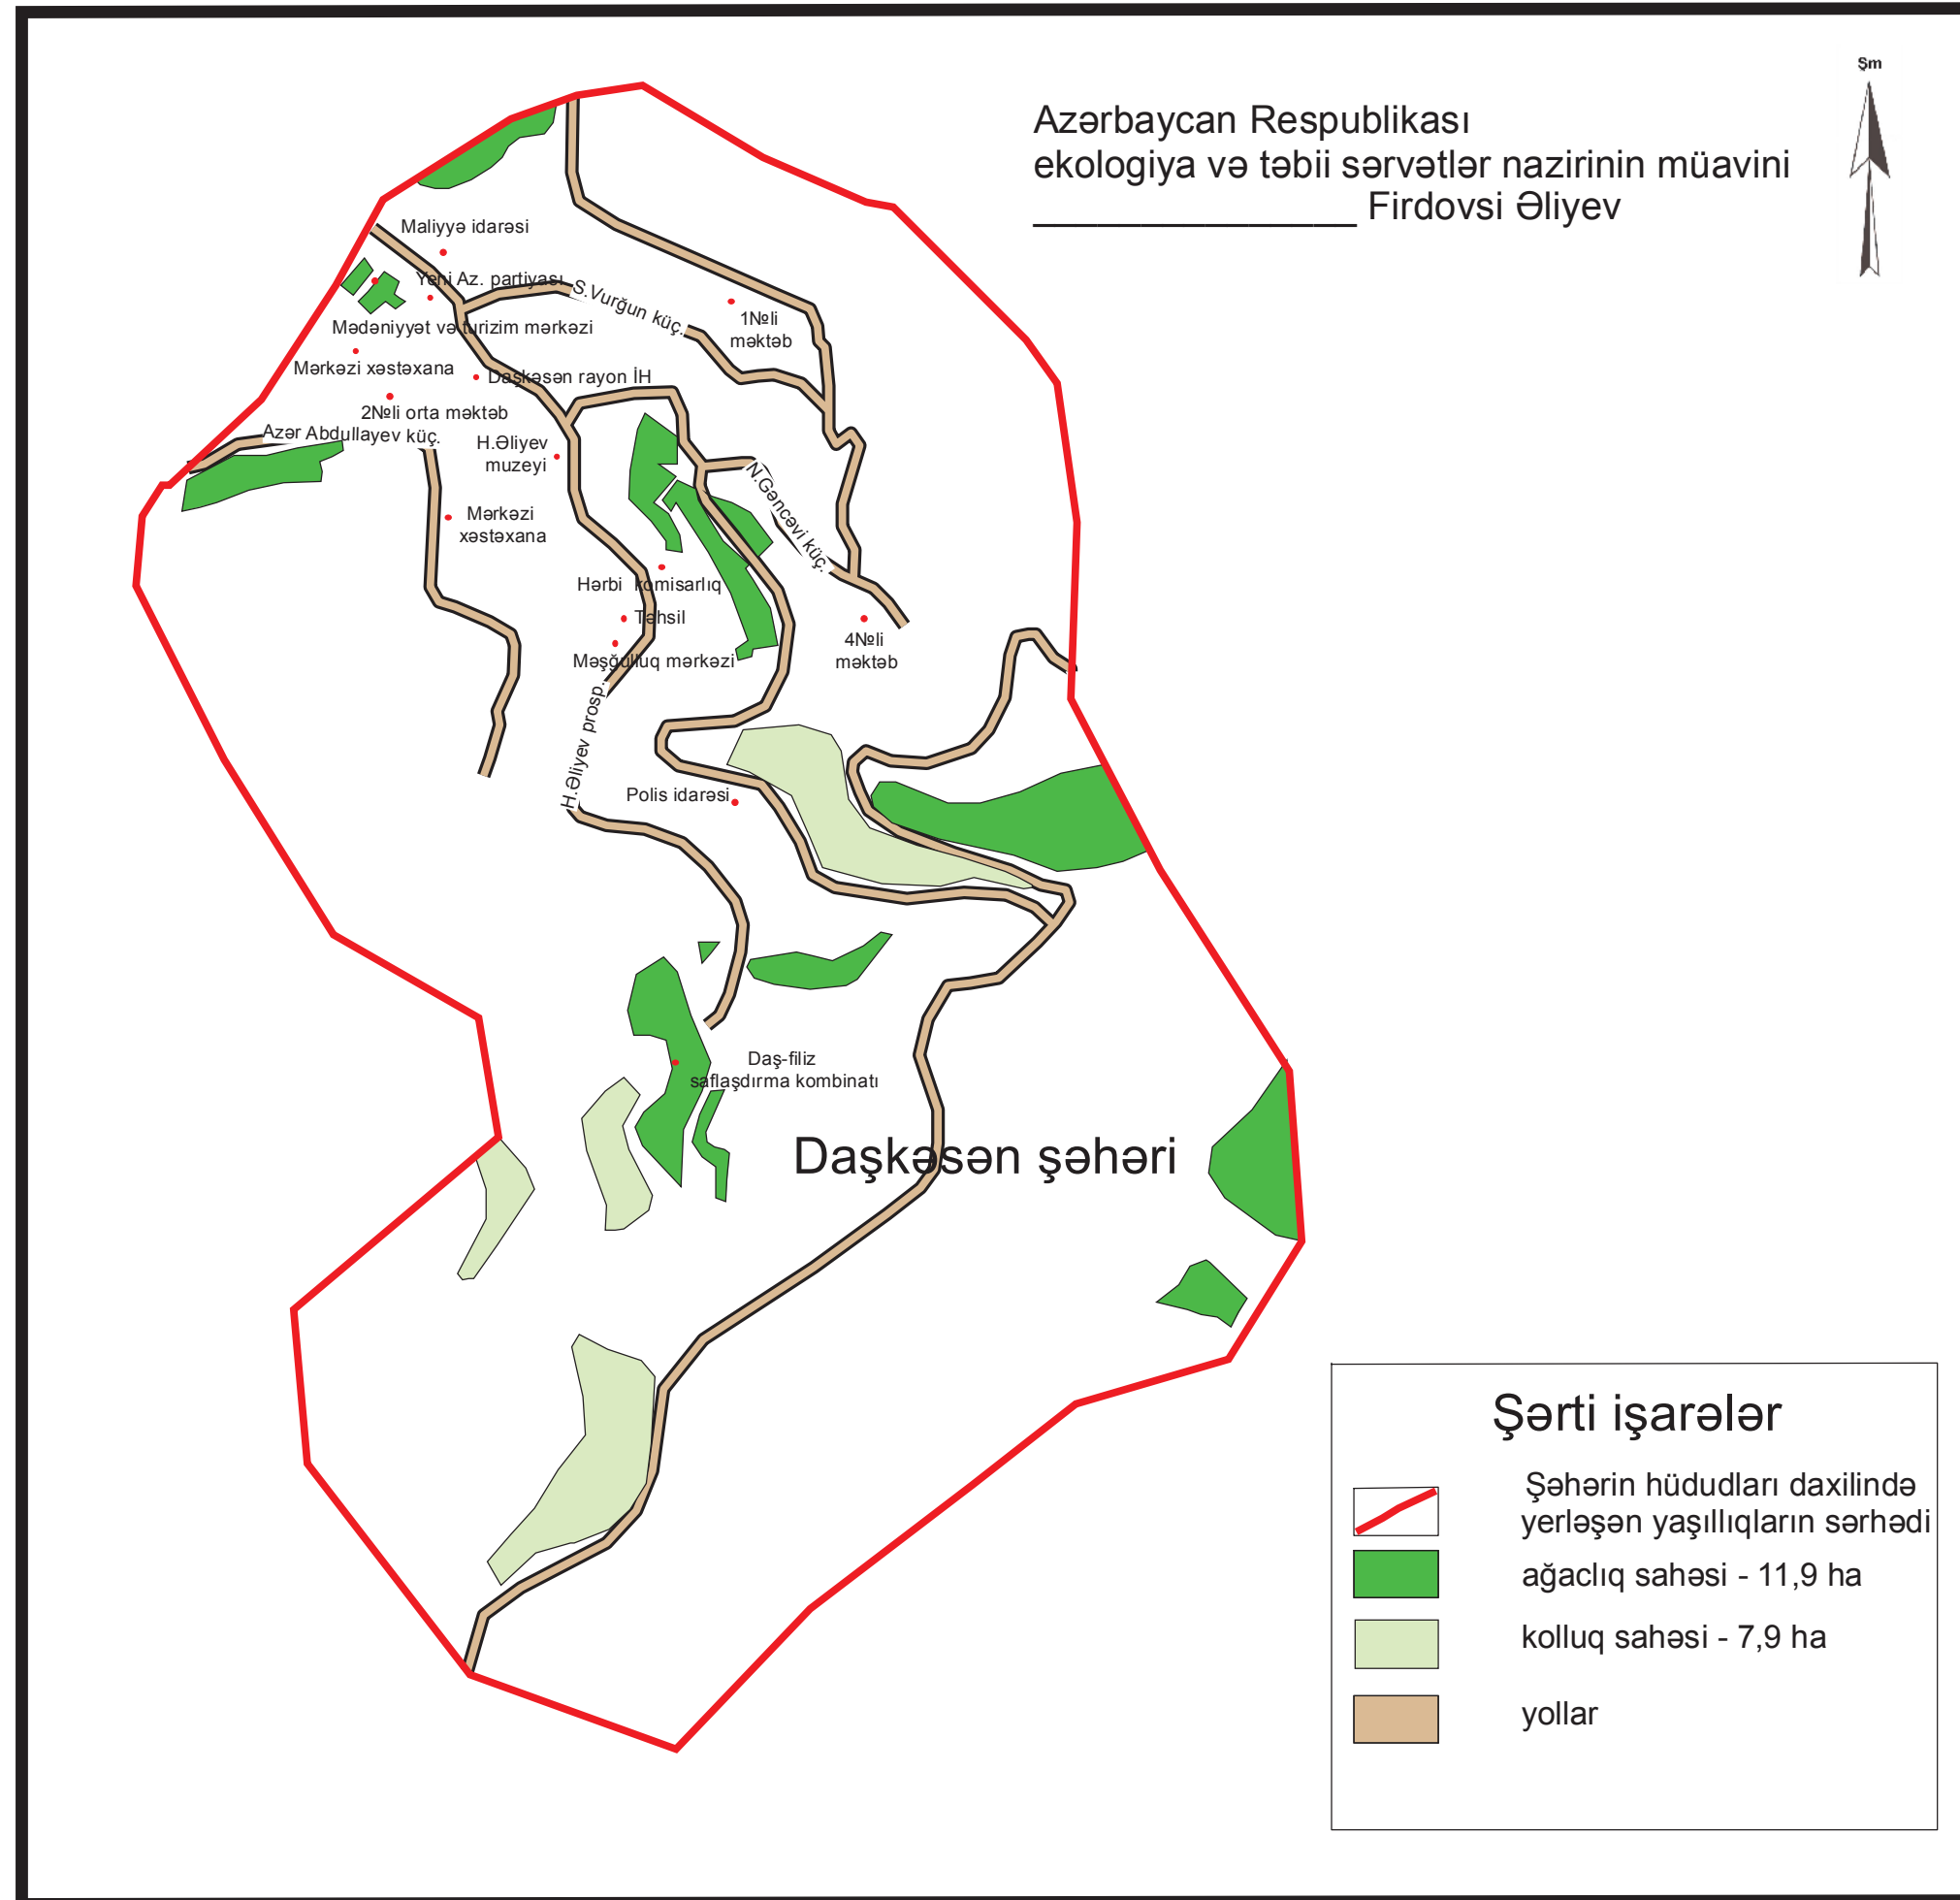 Şm
Azərbaycan Respublikası
ekologiya və təbii sərvətlər nazirinin müavini
_______________ Firdovsi Əliyev
Maliyyə idarəsi
Yeni Az. partiyası
S.Vurğun küç.
1№li
məktəb
Mədəniyyət və turizim mərkəzi
Mərkəzi xəstəxana
Daşkəsən rayon İH
2№li orta məktəb
Azər Abdullayev küç.
H.Əliyev
muzeyi
N.Gəncəvi küç.
Mərkəzi
xəstəxana
Hərbi komisarlıq
Təhsil
Məşğulluq mərkəzi
4№li
məktəb
H.Əliyev prosp.
Polis idarəsi
Daş-filiz
saflaşdırma kombinatı
Daşkəsən şəhəri
Şərti işarələr
Şəhərin hüdudları daxilində
yerləşən yaşıllıqların sərhədi
ağaclıq sahəsi - 11,9 ha
kolluq sahəsi - 7,9 ha
yollar